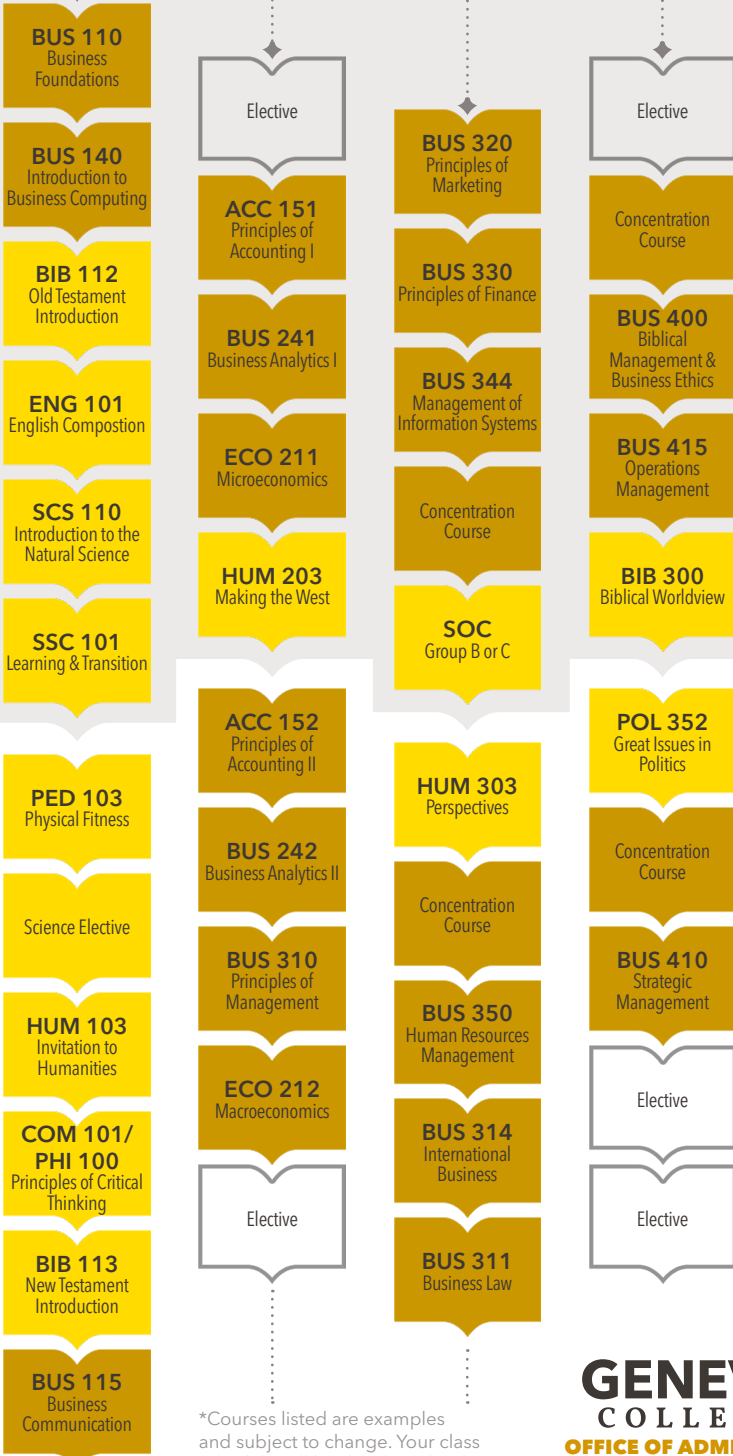 BUS 110
Business
Foundations
BUS 140
Introduction to
Business Computing
BIB 112
Old Testament
Introduction
ENG 101
English Compostion
SCS 110
Introduction to the
Natural Science
SSC 101
Learning & Transition
PED 103
Physical Fitness
Science Elective
HUM 103
Invitation to
Humanities
COM 101/
PHI 100
Principles of Critical
Thinking
BIB 113
New Testament
Introduction
BUS 115
Business
Communication
Elective
ACC 151
Principles of
Accounting I
BUS 241
Business Analytics I
ECO 211
Microeconomics
HUM 203
Making the West
ACC 152
Principles of
Accounting II
BUS 242
Business Analytics II
BUS 310
Principles of
Management
ECO 212
Macroeconomics
Elective
BUS 320
Principles of
Marketing
BUS 330
Principles of Finance
BUS 344
Management of
Information Systems
Concentration
Course
SOC
Group B or C
HUM 303
Perspectives
Concentration
Course
BUS 350
Human Resources
Management
BUS 314
International
Business
BUS 311
Business Law
Elective
Concentration
Course
BUS 400
Biblical
Management &
Business Ethics
BUS 415
Operations
Management
BIB 300
Biblical Worldview
POL 352
Great Issues in
Politics
Concentration
Course
BUS 410
Strategic
Management
Elective
Elective
*Courses listed are examples
and subject to change. Your class
GENE
COLLE
OFFICE OF ADM